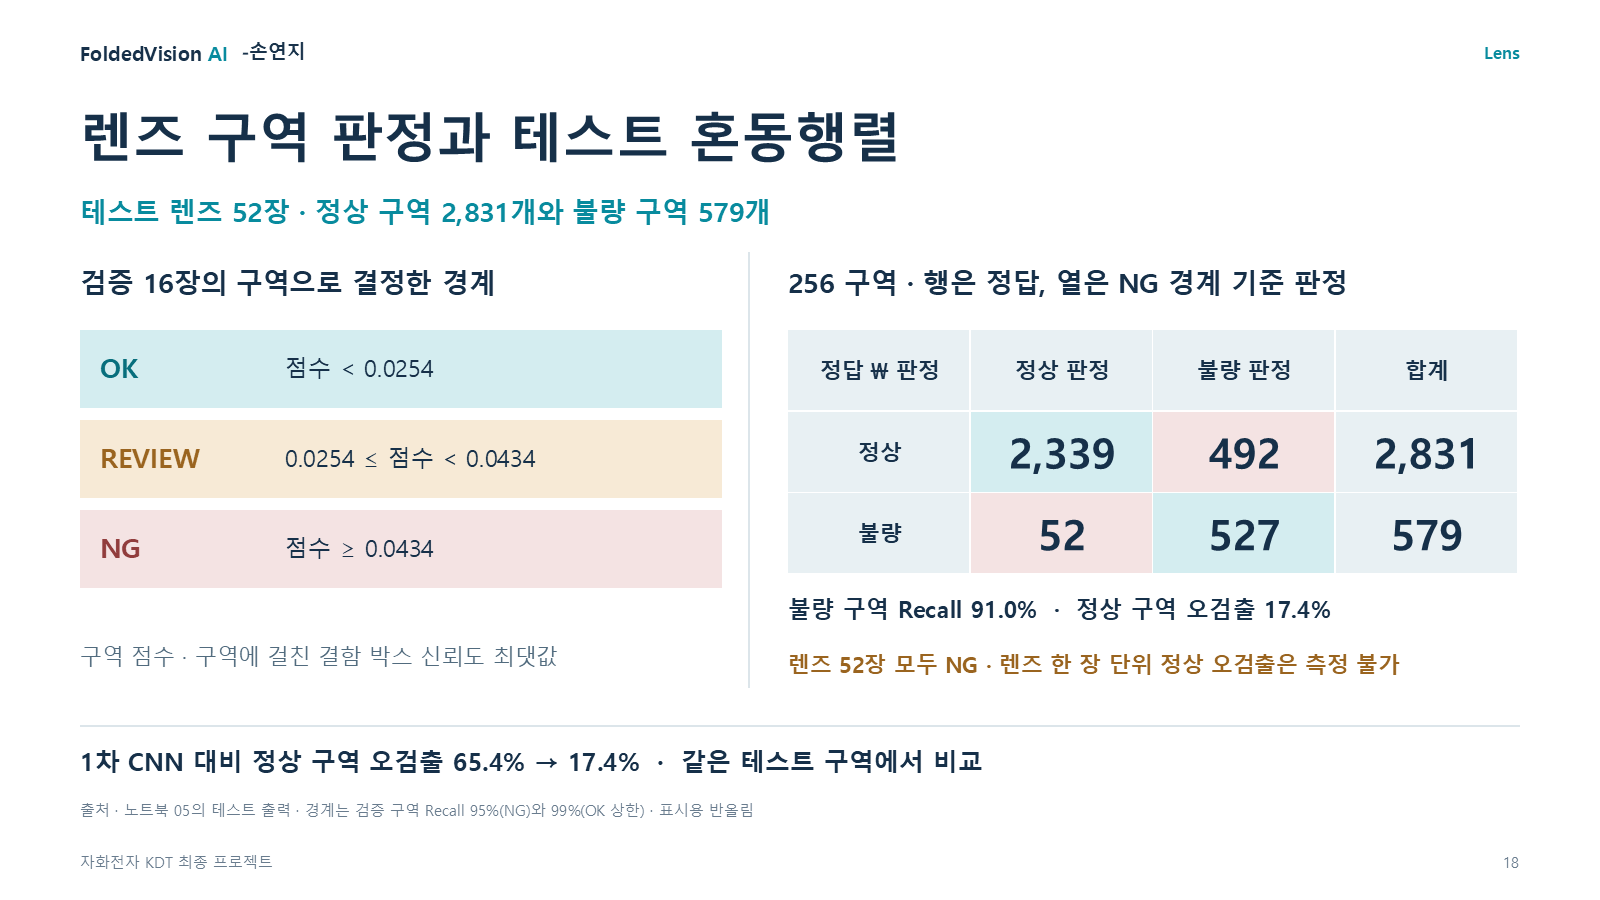 FoldedVision AI -손연지
Lens
렌즈 구역 판정과 테스트 혼동행렬
테스트 렌즈 52장 · 정상 구역 2,831개와 불량 구역 579개
검증 16장의 구역으로 결정한 경계
OK 점수 < 0.0254
REVIEW 0.0254 ≤ 점수 < 0.0434
NG 점수 ≥ 0.0434
구역 점수 · 구역에 걸친 결함 박스 신뢰도 최댓값
256 구역 · 행은 정답, 열은 NG 경계 기준 판정
정답 ₩ 판정 정상 판정 불량 판정 합계
정상 2,339 492 2,831
불량 52 527 579
불량 구역 Recall 91.0% · 정상 구역 오검출 17.4%
렌즈 52장 모두 NG · 렌즈 한 장 단위 정상 오검출은 측정 불가
1차 CNN 대비 정상 구역 오검출 65.4% → 17.4% · 같은 테스트 구역에서 비교
출처 · 노트북 05의 테스트 출력 · 경계는 검증 구역 Recall 95%(NG)와 99%(OK 상한) · 표시용 반올림
자화전자 KDT 최종 프로젝트
18